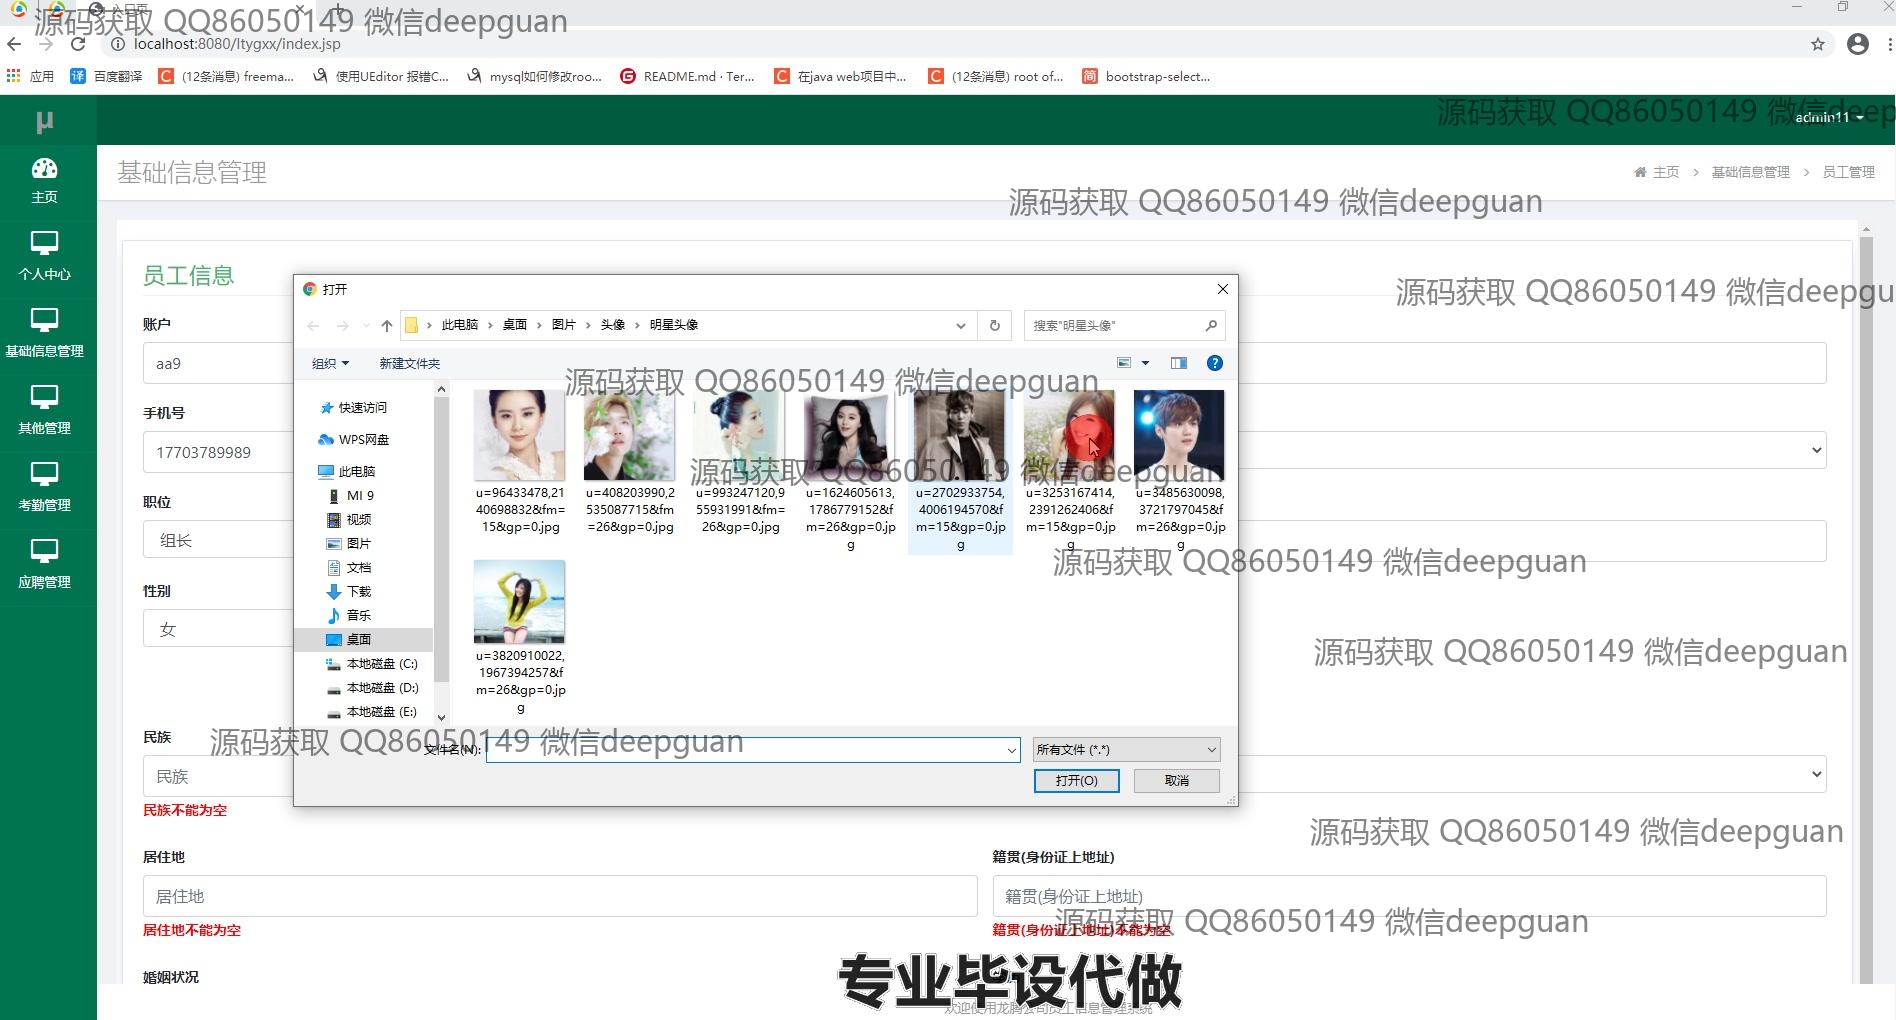 入口页
源码获取 QQ86050149 微信deepguan
localhost:8080/ltygxx/index.jsp
应用
百度翻译
(12条消息) freema...
使用UEditor 报错C...
mysql如何修改roo...
README.md · Ter...
在java web项目中...
(12条消息) root of...
bootstrap-select...
μ
源码获取 QQ86050149 微信deep
admin11
基础信息管理
主页 > 基础信息管理 > 员工管理
主页
源码获取 QQ86050149 微信deepguan
个人中心
基础信息管理
其他管理
考勤管理
应聘管理
员工信息
源码获取 QQ86050149 微信deepgu
账户
aa9
手机号
17703789989
职位
组长
性别
女
民族
民族
民族不能为空
打开
此电脑 > 桌面 > 图片 > 头像 > 明星头像
搜索"明星头像"
组织
新建文件夹
源码获取 QQ86050149 微信deepguan
快速访问
WPS网盘
此电脑
MI 9
视频
图片
文档
下载
音乐
桌面
本地磁盘 (C:)
本地磁盘 (D:)
本地磁盘 (E:)
源码获取 QQ86050149 微信deepguan
u=96433478,21
40698832&fm=
15&gp=0.jpg
u=408203990,2
535087715&fm
=26&gp=0.jpg
u=993247120,9
55931991&fm=
26&gp=0.jpg
u=1624605613,
1786779152&f
m=26&gp=0.jp
g
u=2702933754,
4006194570&f
m=15&gp=0.jp
g
u=3253167414,
2391262406&f
m=15&gp=0.jp
g
u=3485630098,
3721797045&f
m=26&gp=0.jp
g
u=3820910022,
1967394257&f
m=26&gp=0.jp
g
源码获取 QQ86050149 微信deepguan
源码获取 QQ86050149 微信deepguan
源码获取 QQ86050149 微信deepguan
文件名(N):
所有文件 (*.*)
打开(O)
取消
源码获取 QQ86050149 微信deepguan
居住地
居住地
居住地不能为空
籍贯(身份证上地址)
籍贯(身份证上地址)
籍贯(身份证上地址)不能为空
源码获取 QQ86050149 微信deepguan
婚姻状况
专业毕设代做
欢迎使用龙腾公司员工信息管理系统